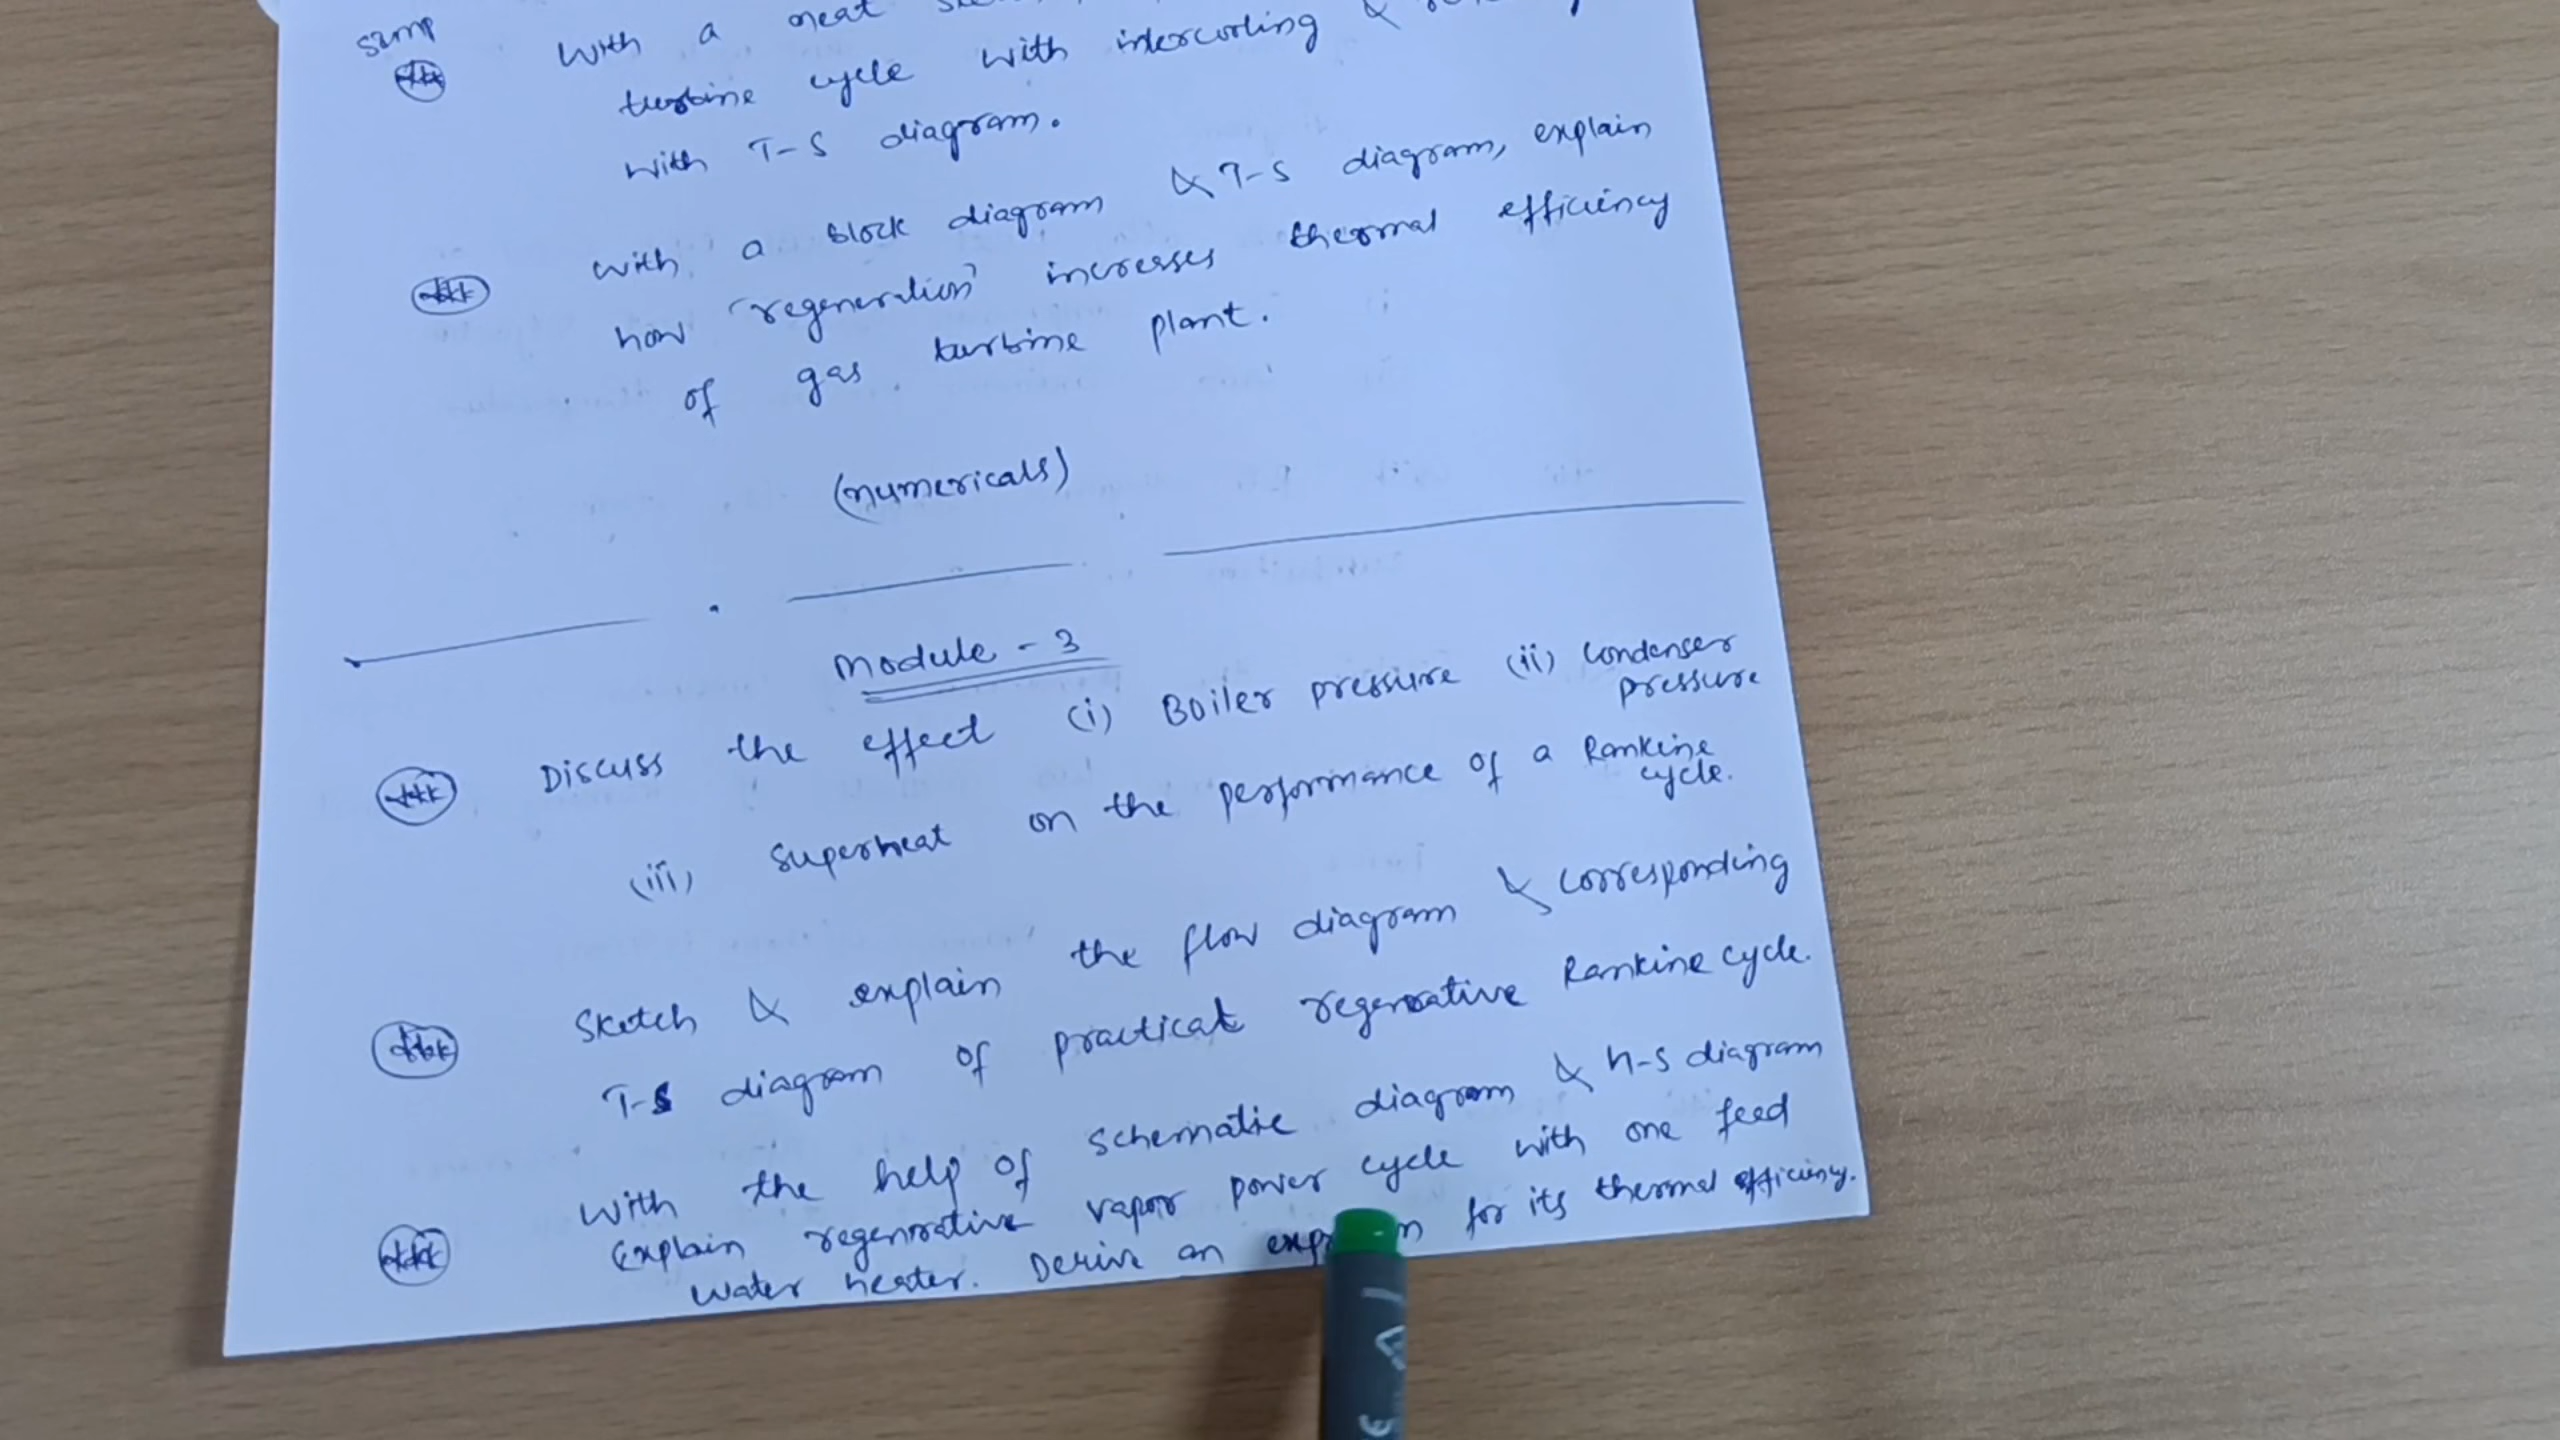 simp
With a neat
turbine cycle with intercooling &
with T-S diagram.
with a block diagram & T-S diagram, explain
how 'regeneration' increases thermal efficiency
of gas turbine plant.
(numericals)
Module - 3
Discuss the effect (i) Boiler pressure (ii) condenser
pressure
(iii) superheat on the performance of a Rankine
cycle.
Sketch & explain the flow diagram & corresponding
T-S diagram of practical regenerative Rankine cycle.
With the help of schematic diagram & h-s diagram
explain regenrative vapor power cycle with one feed
water heater. Derive an for its thermal efficiency.